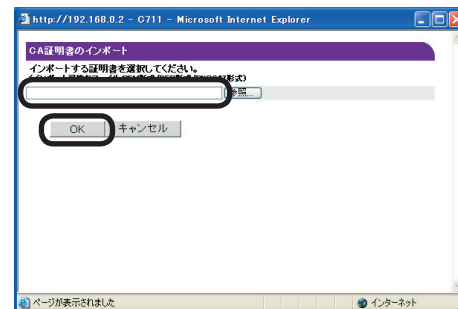 http://192.168.0.2 - C711 - Microsoft Internet Explorer
CA証明書のインポート
インポートする証明書を選択してください。
形式)
参照...
OK キャンセル
ページが表示されました インターネット